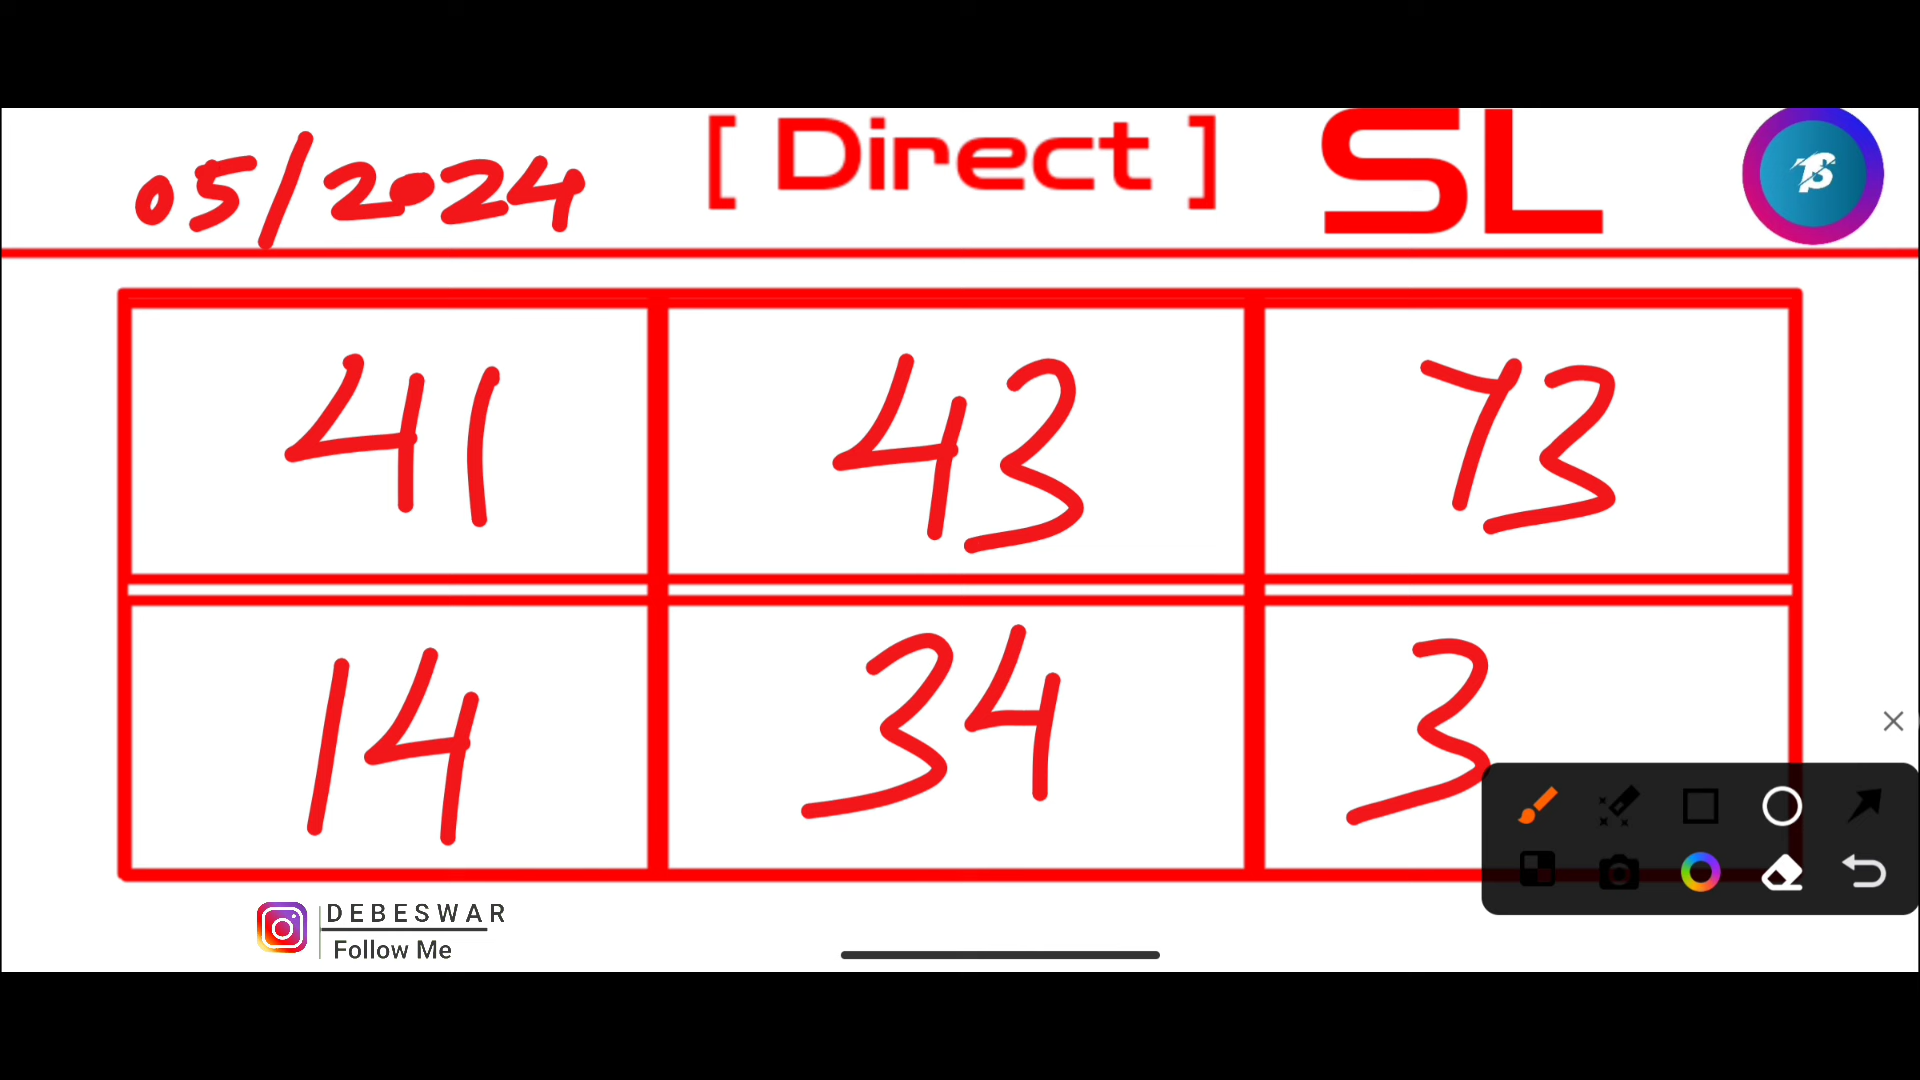 05/2024 [ Direct ] SL
41 43 73
14 34 3
DEBESWAR
Follow Me